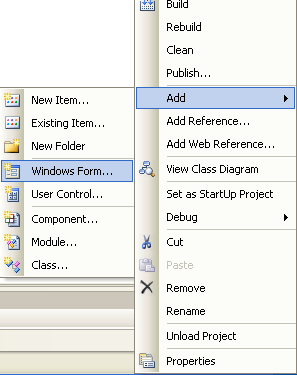 Build
Rebuild
Clean
Publish...
Add
Add Reference...
Add Web Reference...
View Class Diagram
Set as StartUp Project
Debug
Cut
Paste
Remove
Rename
Unload Project
Properties
New Item...
Existing Item...
New Folder
Windows Form...
User Control...
Component...
Module...
Class...